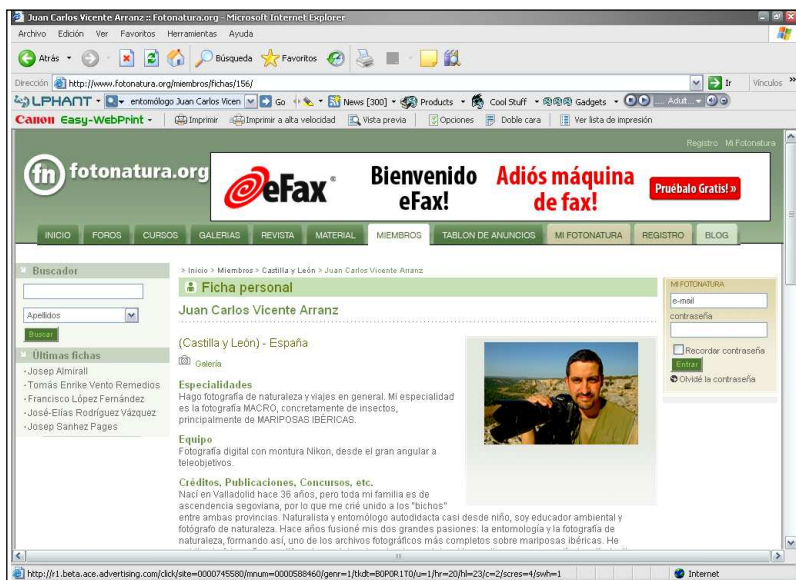 Juan Carlos Vicente Arranz :: Fotonatura.org - Microsoft Internet Explorer
Archivo Edición Ver Favoritos Herramientas Ayuda
Atrás Búsqueda Favoritos
Dirección http://www.fotonatura.org/miembros/fichas/156/ Ir Vínculos »
LPHANT entomólogo Juan Carlos Vicen Go News [300] Products Cool Stuff Gadgets Adult...
Canon Easy-WebPrint Imprimir Imprimir a alta velocidad Vista previa Opciones Doble cara Ver lista de impresión
Registro Mi Fotonatura
fn fotonatura.org
eFax® Bienvenido eFax! Adiós máquina de fax! Pruébalo Gratis! »
INICIO FOROS CURSOS GALERIAS REVISTA MATERIAL MIEMBROS TABLON DE ANUNCIOS MI FOTONATURA REGISTRO BLOG
Buscador
Apellidos
Buscar
Últimas fichas
Josep Almirall
Tomás Enrike Vento Remedios
Francisco López Fernández
José-Elías Rodríguez Vázquez
Josep Sanhez Pages
> Inicio > Miembros > Castilla y León > Juan Carlos Vicente Arranz
Ficha personal
Juan Carlos Vicente Arranz
(Castilla y León) - España
Galería
Especialidades
Hago fotografía de naturaleza y viajes en general. Mi especialidad
es la fotografía MACRO, concretamente de insectos,
principalmente de MARIPOSAS IBÉRICAS.
Equipo
Fotografía digital con montura Nikon, desde el gran angular a
teleobjetivos.
Créditos, Publicaciones, Concursos, etc.
Nací en Valladolid hace 36 años, pero toda mi familia es de
ascendencia segoviana, por lo que me crié unido a los "bichos"
entre ambas provincias. Naturalista y entomólogo autodidacta casi desde niño, soy educador ambiental y
fotógrafo de naturaleza. Hace años fusioné mis dos grandes pasiones: la entomología y la fotografía de
naturaleza, formando así, uno de los archivos fotográficos más completos sobre mariposas ibéricas. He
MI FOTONATURA
e-mail
contraseña
Recordar contraseña
Entrar
Olvidé la contraseña
http://r1.beta.ace.advertising.com/click/site=0000745580/mnum=0000588460/genr=1/tkdt=B0P0R1T0/u=1/hr=20/hl=23/c=2/scres=4/swh=1 Internet